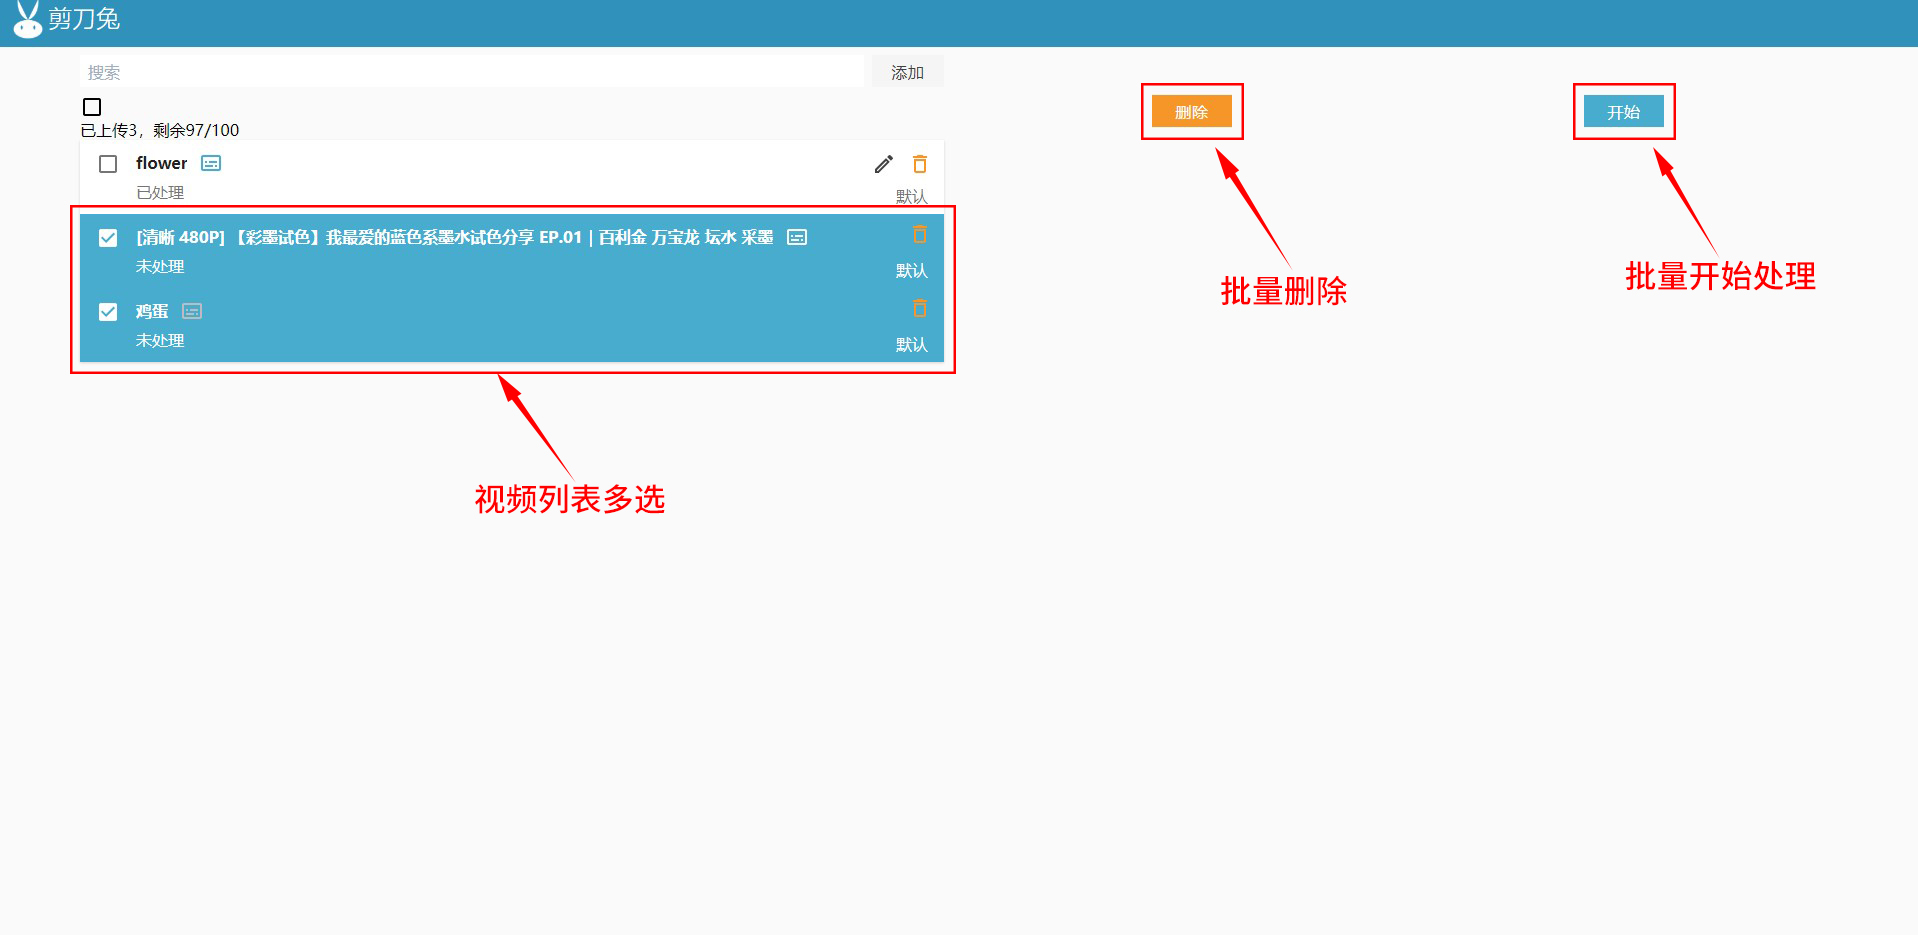 剪刀兔
搜索
添加
已上传3，剩余97/100
删除
开始
flower
已处理
默认
[清晰 480P] 【彩墨试色】我最爱的蓝色系墨水试色分享 EP.01 | 百利金 万宝龙 坛水 采墨
未处理
默认
鸡蛋
未处理
默认
批量删除
批量开始处理
视频列表多选